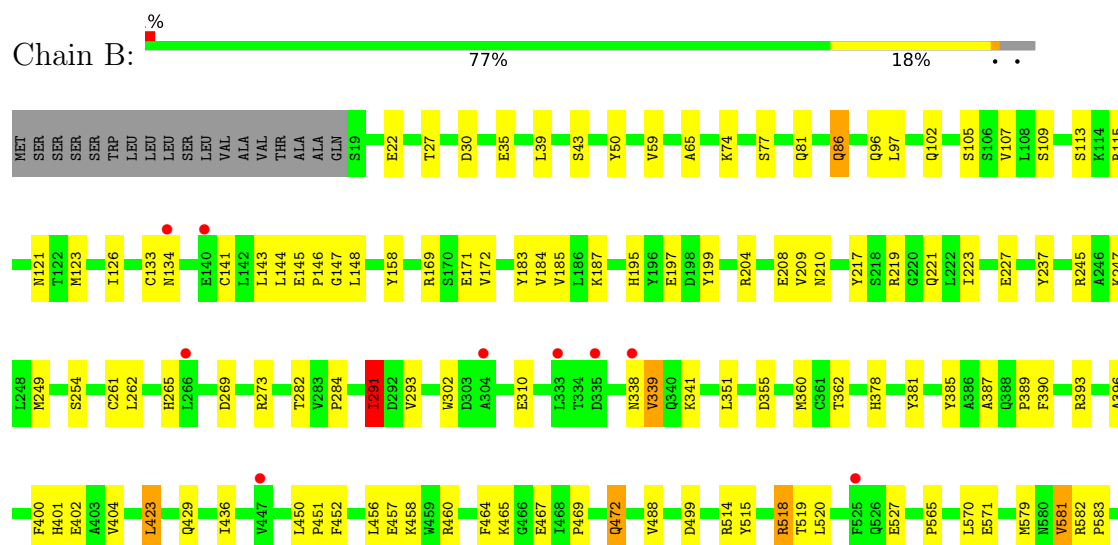 %
Chain B:
77% 18% • •
MET SER SER SER SER TRP LEU LEU LEU LEU SER LEU VAL ALA VAL THR ALA ALA GLN S19 E22 T27 D30 E35 L39 S43 Y50 V59 A65 K74 S77 Q81 Q86 Q96 L97 Q102 S105 S106 V107 L108 S109 S113 K114 R115
N121 T122 M123 I126 C133 N134 E140 C141 A142 L143 L144 E145 P146 G147 L148 Y158 R169 S170 E171 V172 Y183 V184 V185 L186 K187 H195 Y196 E197 D198 Y199 R204 E208 V209 N210 Y217 S218 R219 G220 Q221 L222 I223 E227 Y237 R245 A246 K247
L248 M249 S254 C261 L262 H265 L266 D269 R273 T282 V283 P284 I291 D292 V293 W302 D303 A304 E310 L333 T334 D335 N338 V339 Q340 K341 L351 D355 M360 C361 T362 H378 Y381 Y385 A386 A387 Q388 P389 F390 R393 A396
F400 H401 E402 A403 V404 L423 Q429 I436 V447 L450 P451 F452 L456 E457 K458 W459 R460 F464 K465 G466 E467 I468 P469 Q472 V488 D499 R514 Y515 R518 T519 L520 F525 Q526 E527 P565 L570 E571 M579 N580 V581 R582 P583